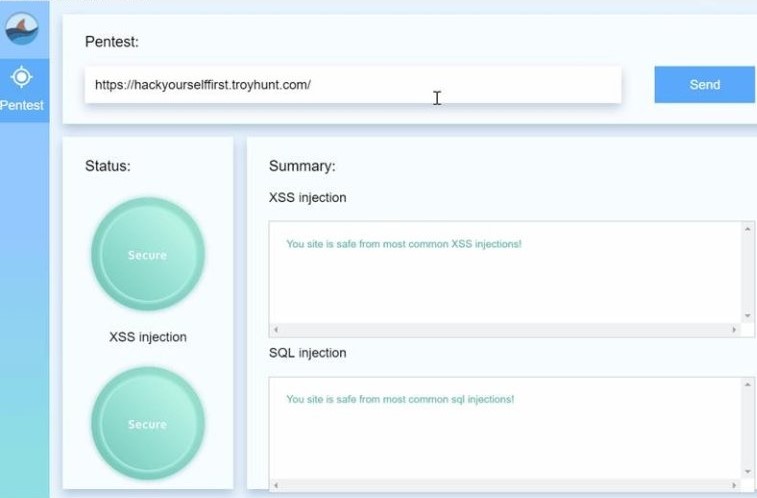 Pentest:
https://hackyourselffirst.troyhunt.com/
Send
Pentest
Status:
Secure
XSS injection
Secure
Summary:
XSS injection
You site is safe from most common XSS injections!
SQL injection
You site is safe from most common sql injections!